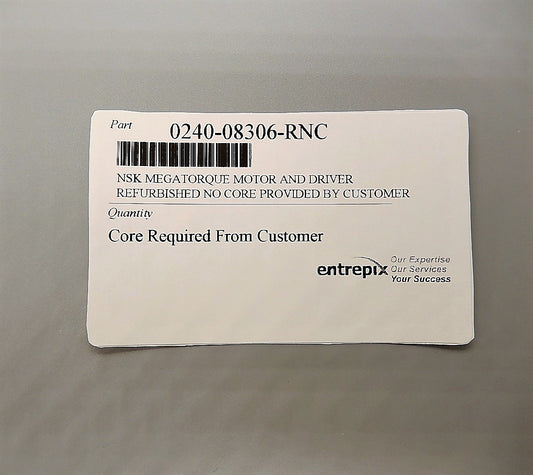 Part 0240-08306-RNC
NSK MEGATORQUE MOTOR AND DRIVER
REFURBISHED NO CORE PROVIDED BY CUSTOMER
Quantity
Core Required From Customer
entrepix
Our Expertise
Our Services
Your Success